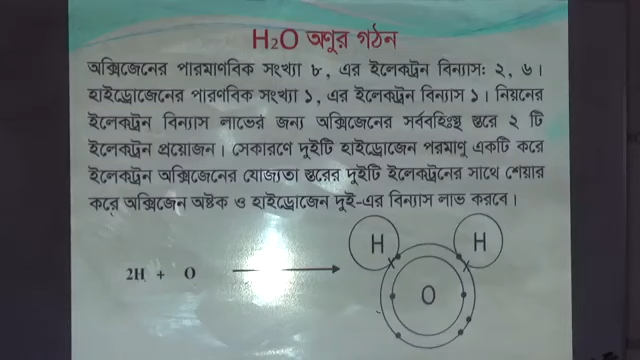 H₂O অণুর গঠন
অক্সিজেনের পারমাণবিক সংখ্যা ৮, এর ইলেকট্রন বিন্যাস: ২, ৬।
হাইড্রোজেনের পারণবিক সংখ্যা ১, এর ইলেকট্রন বিন্যাস ১। নিয়নের
ইলেকট্রন বিন্যাস লাভের জন্য অক্সিজেনের সর্ববহিঃস্থ স্তরে ২ টি
ইলেকট্রন প্রয়োজন। সেকারণে দুইটি হাইড্রোজেন পরমাণু একটি করে
ইলেকট্রন অক্সিজেনের যোজ্যতা স্তরের দুইটি ইলেকট্রনের সাথে শেয়ার
করে অক্সিজেন অষ্টক ও হাইড্রোজেন দুই-এর বিন্যাস লাভ করবে।
H H
2H + O
O